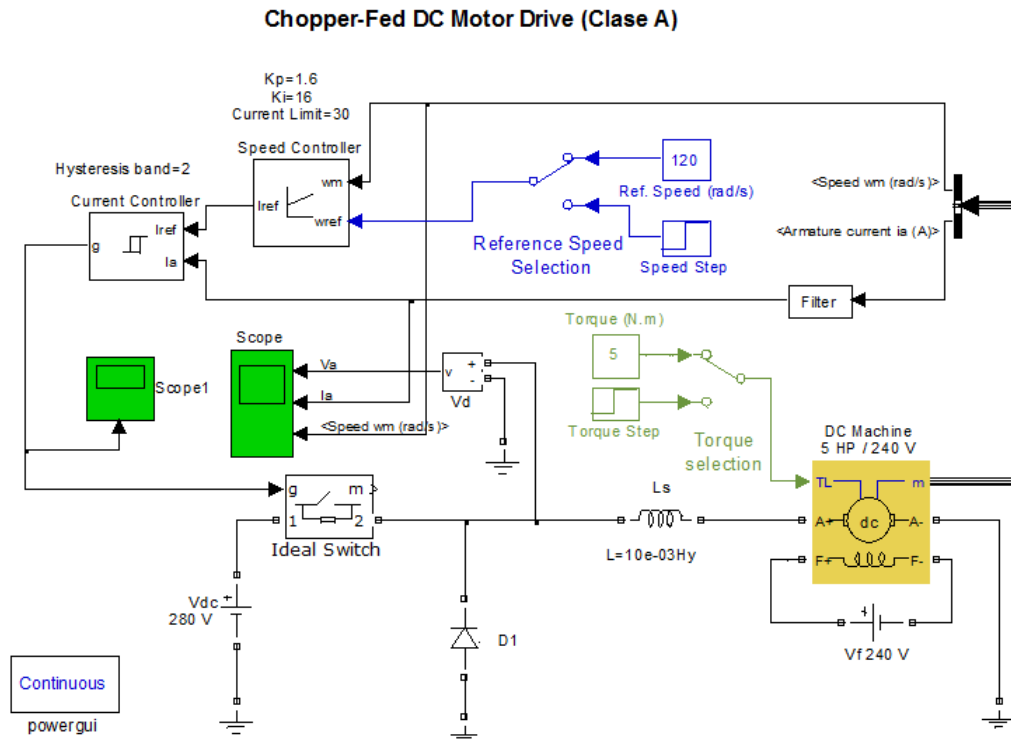 Chopper-Fed DC Motor Drive (Clase A)
Kp=1.6
Ki=16
Current Limit=30
Speed Controller
wm
Iref
wref
Hysteresis band=2
Current Controller
Iref
g
Ia
120
Ref. Speed (rad/s)
Reference Speed
Selection
Speed Step
<Speed wm (rad/s)>
<Armature current ia (A)>
Filter
Scope1
Scope
Va
Ia
<Speed wm (rad/s)>
v
+
-
Vd
Torque (N.m)
5
Torque Step
Torque
selection
DC Machine
5 HP / 240 V
TL
m
A+
dc
A-
F+
F-
g
m
1
2
Ideal Switch
Ls
L=10e-03Hy
+
Vdc
280 V
D1
+
Vf 240 V
Continuous
powergui